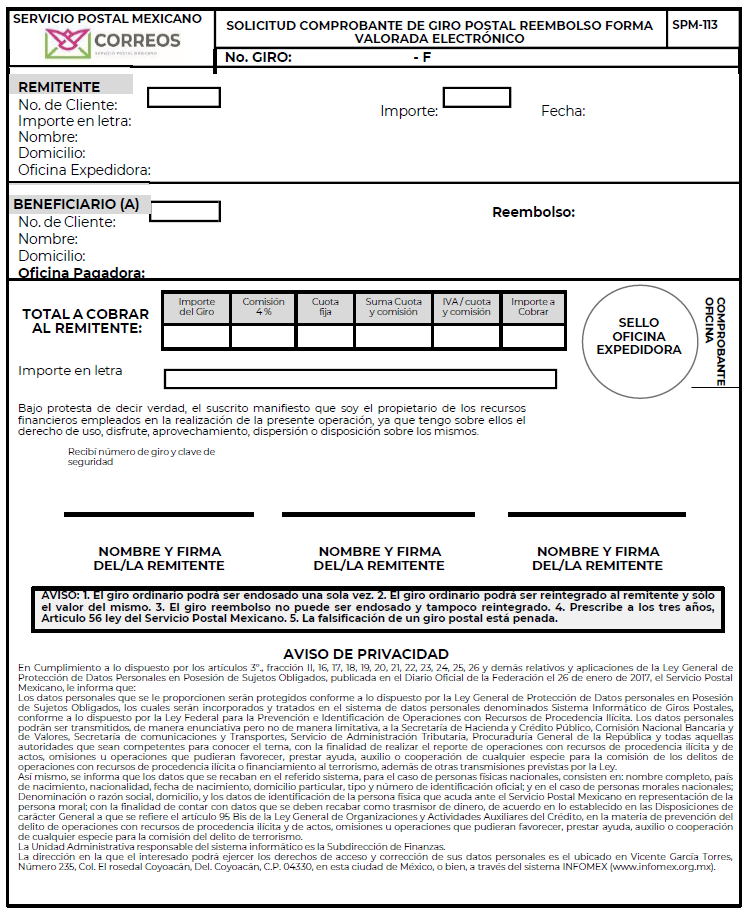 SERVICIO POSTAL MEXICANO
CORREOS
SERVICIO POSTAL MEXICANO
SOLICITUD COMPROBANTE DE GIRO POSTAL REEMBOLSO FORMA
VALORADA ELECTRÓNICO
SPM-113
No. GIRO: - F
REMITENTE
No. de Cliente:
Importe: Fecha:
Importe en letra:
Nombre:
Domicilio:
Oficina Expedidora:
BENEFICIARIO (A)
Reembolso:
No. de Cliente:
Nombre:
Domicilio:
Oficina Pagadora:
TOTAL A COBRAR
AL REMITENTE:
Importe del Giro
Comisión 4 %
Cuota fija
Suma Cuota y comisión
IVA / cuota y comisión
Importe a Cobrar
SELLO
OFICINA
EXPEDIDORA
COMPROBANTE
OFICINA
Importe en letra
Bajo protesta de decir verdad, el suscrito manifiesto que soy el propietario de los recursos
financieros empleados en la realización de la presente operación, ya que tengo sobre ellos el
derecho de uso, disfrute, aprovechamiento, dispersión o disposición sobre los mismos.
Recibí número de giro y clave de
seguridad
NOMBRE Y FIRMA
DEL/LA REMITENTE
NOMBRE Y FIRMA
DEL/LA REMITENTE
NOMBRE Y FIRMA
DEL/LA REMITENTE
AVISO: 1. El giro ordinario podrá ser endosado una sola vez. 2. El giro ordinario podrá ser reintegrado al remitente y sólo
el valor del mismo. 3. El giro reembolso no puede ser endosado y tampoco reintegrado. 4. Prescribe a los tres años,
Articulo 56 ley del Servicio Postal Mexicano. 5. La falsificación de un giro postal está penada.
AVISO DE PRIVACIDAD
En Cumplimiento a lo dispuesto por los artículos 3°., fracción II, 16, 17, 18, 19, 20, 21, 22, 23, 24, 25, 26 y demás relativos y aplicaciones de la Ley General de
Protección de Datos Personales en Posesión de Sujetos Obligados, publicada en el Diario Oficial de la Federación el 26 de enero de 2017, el Servicio Postal
Mexicano, le informa que:
Los datos personales que se le proporcionen serán protegidos conforme a lo dispuesto por la Ley General de Protección de Datos personales en Posesión
de Sujetos Obligados, los cuales serán incorporados y tratados en el sistema de datos personales denominados Sistema Informático de Giros Postales,
conforme a lo dispuesto por la Ley Federal para la Prevención e Identificación de Operaciones con Recursos de Procedencia Ilícita. Los datos personales
podrán ser transmitidos, de manera enunciativa pero no de manera limitativa, a la Secretaría de Hacienda y Crédito Público, Comisión Nacional Bancaria y
de Valores, Secretaría de comunicaciones y Transportes, Servicio de Administración Tributaria, Procuraduría General de la República y todas aquellas
autoridades que sean competentes para conocer el tema, con la finalidad de realizar el reporte de operaciones con recursos de procedencia ilícita y de
actos, omisiones u operaciones que pudieran favorecer, prestar ayuda, auxilio o cooperación de cualquier especie para la comisión de los delitos de
operaciones con recursos de procedencia ilícita o financiamiento al terrorismo, además de otras transmisiones previstas por la Ley.
Así mismo, se informa que los datos que se recaban en el referido sistema, para el caso de personas físicas nacionales, consisten en: nombre completo, país
de nacimiento, nacionalidad, fecha de nacimiento, domicilio particular, tipo y número de identificación oficial; y en el caso de personas morales nacionales;
Denominación o razón social, domicilio, y los datos de identificación de la persona física que acuda ante el Servicio Postal Mexicano en representación de la
persona moral; con la finalidad de contar con datos que se deben recabar como trasmisor de dinero, de acuerdo en lo establecido en las Disposiciones de
carácter General a que se refiere el artículo 95 Bis de la Ley General de Organizaciones y Actividades Auxiliares del Crédito, en la materia de prevención del
delito de operaciones con recursos de procedencia ilícita y de actos, omisiones u operaciones que pudieran favorecer, prestar ayuda, auxilio o cooperación
de cualquier especie para la comisión del delito de terrorismo.
La Unidad Administrativa responsable del sistema informático es la Subdirección de Finanzas.
La dirección en la que el interesado podrá ejercer los derechos de acceso y corrección de sus datos personales es el ubicado en Vicente García Torres,
Número 235, Col. El rosedal Coyoacán, Del. Coyoacán, C.P. 04330, en esta ciudad de México, o bien, a través del sistema INFOMEX (www.infomex.org.mx).